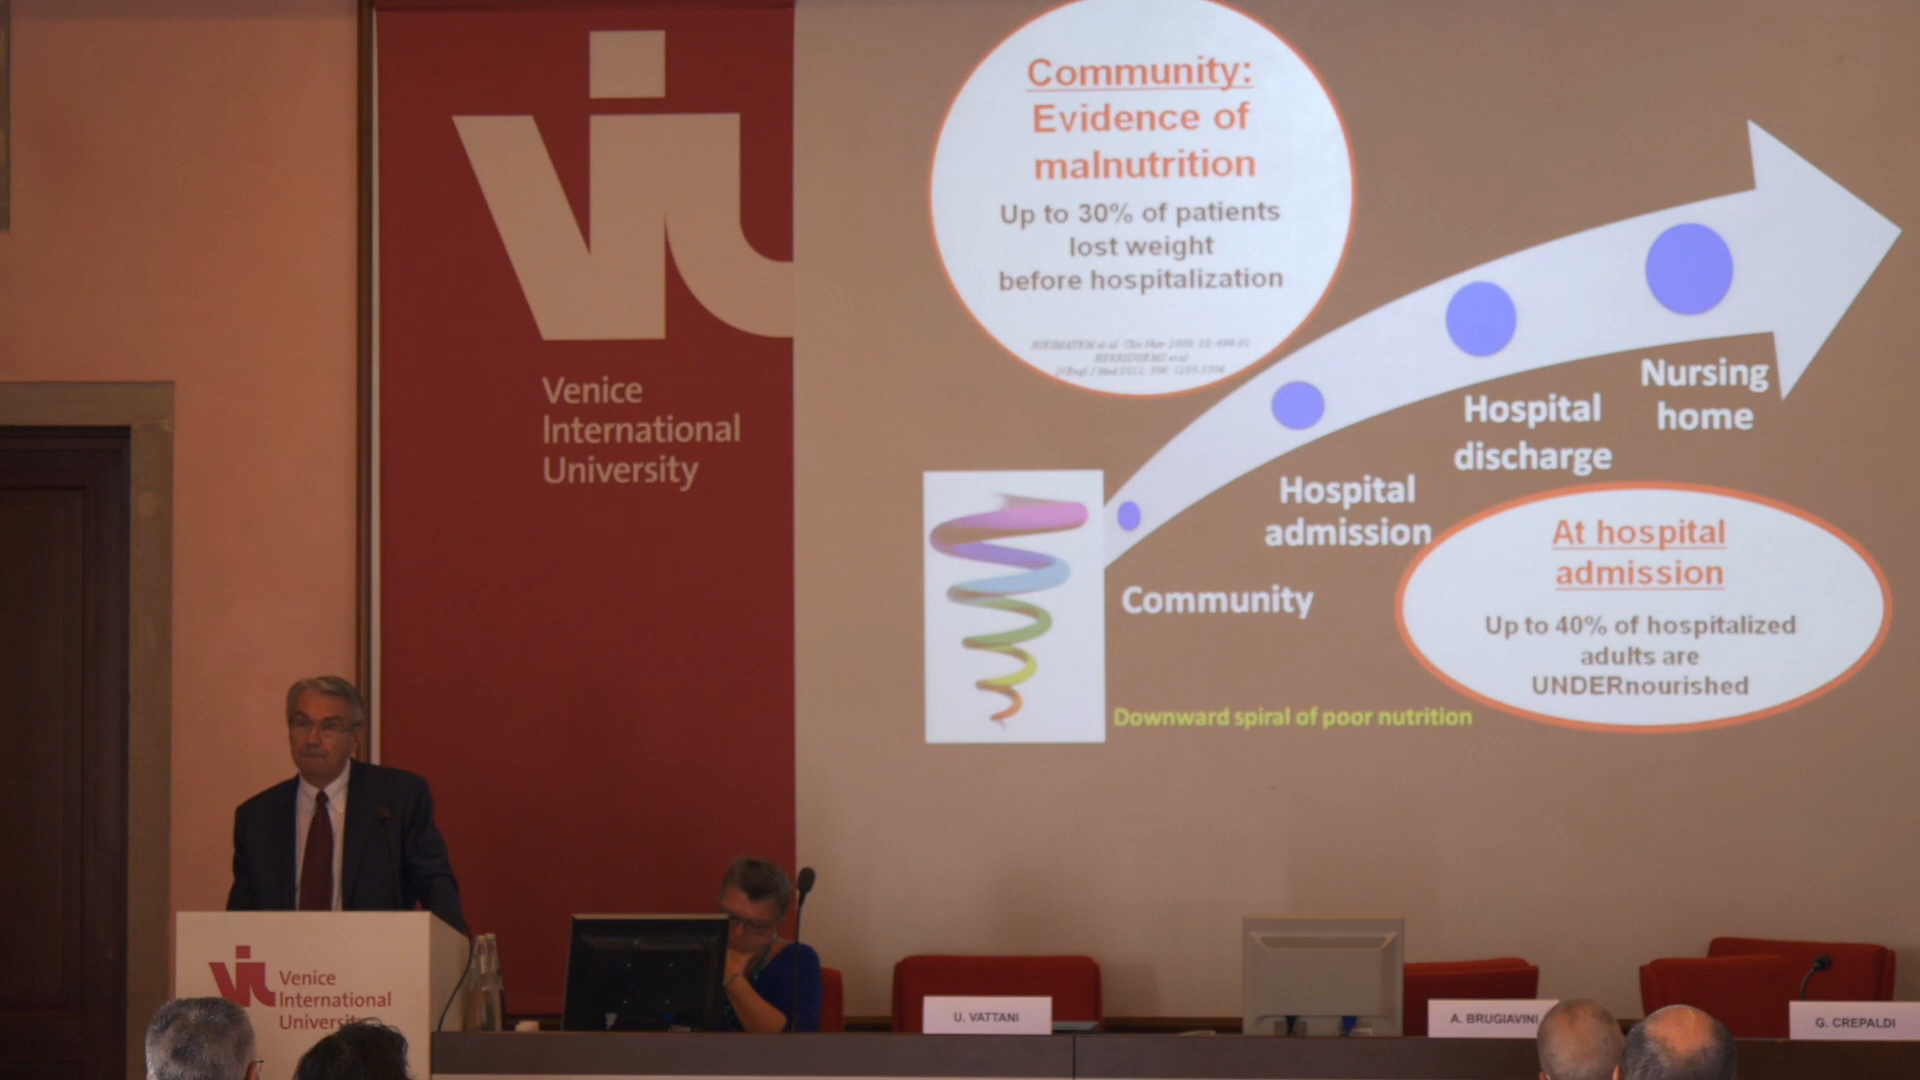 Venice
International
University
Community:
Evidence of
malnutrition
Up to 30% of patients
lost weight
before hospitalization
Nursing
home
Hospital
discharge
Hospital
admission
Community
At hospital
admission
Up to 40% of hospitalized
adults are
UNDERnourished
Downward spiral of poor nutrition
Venice
International
University
U. VATTANI
A. BRUGIAVINI
G. CREPALDI